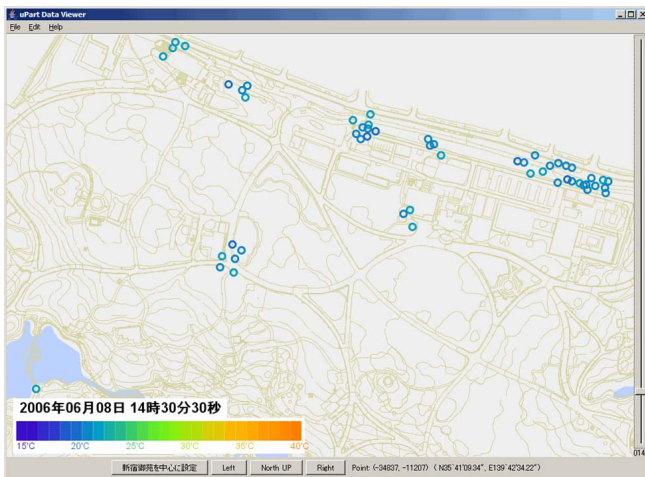 uPart Data Viewer
File Edit Help
2006年06月08日 14時30分30秒
15℃ 20℃ 25℃ 30℃ 35℃ 40℃
014
新宿御苑を中心に設定 Left North UP Right Point: (-34837, -11207) ( N35°41'09.34", E139°42'34.22")